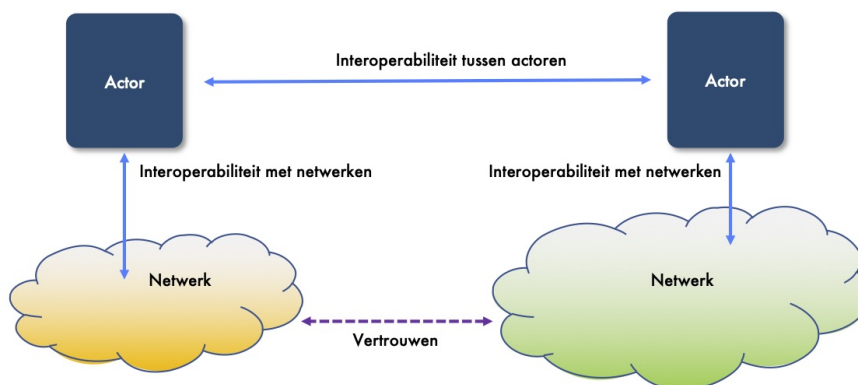 Interoperabiliteit tussen actoren
Actor
Actor
Interoperabiliteit met netwerken
Interoperabiliteit met netwerken
Netwerk
Netwerk
Vertrouwen